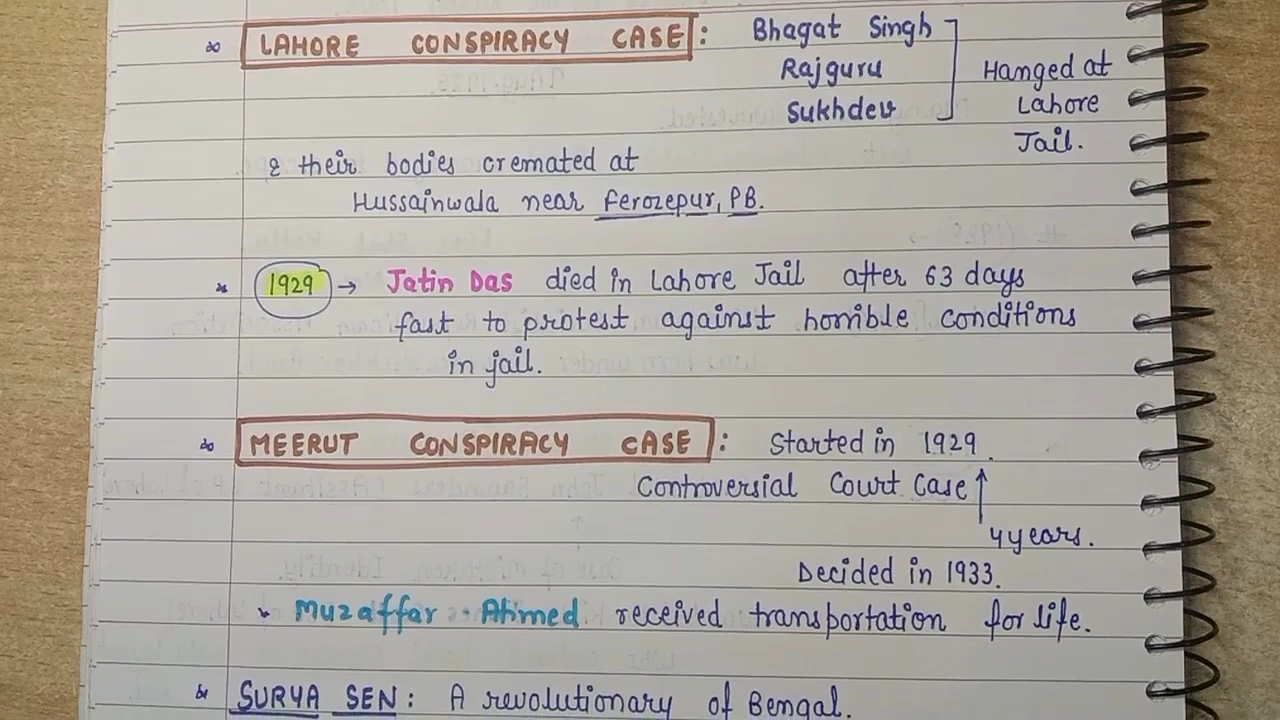 LAHORE CONSPIRACY CASE : Bhagat Singh
Rajguru
Sukhdev
Hanged at
Lahore
Jail.
& their bodies cremated at
Hussainwala near Ferozepur, PB.
1929 → Jatin Das died in Lahore Jail after 63 days
fast to protest against horrible conditions
in jail.
MEERUT CONSPIRACY CASE : Started in 1929.
Controversial Court Case
4 years.
Decided in 1933.
Muzaffar Ahmed received transportation for life.
SURYA SEN : A revolutionary of Bengal.